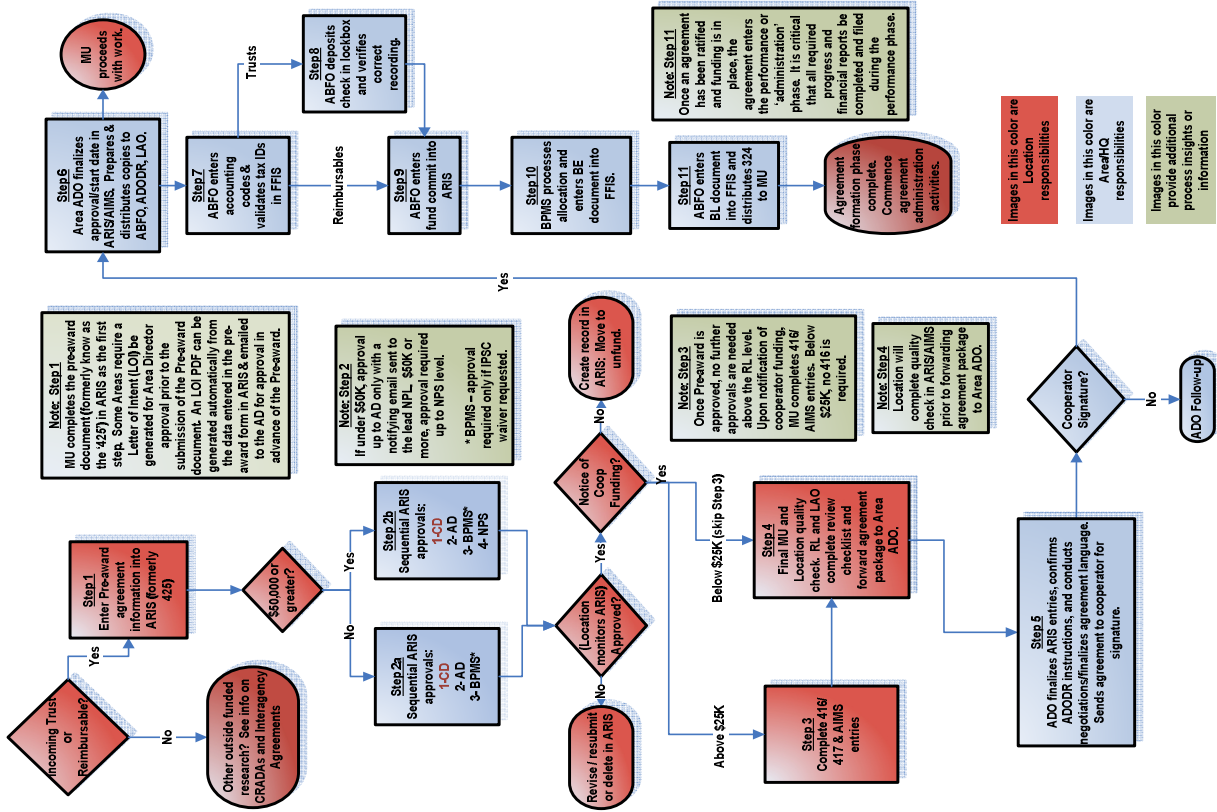 Incoming Trust
or
Reimbursable?
Yes
No
Other outside funded
research? See info on
CRADAs and Interagency
Agreements
Step 1
Enter Pre-award
agreement
information into
ARIS (formerly
425)
$50,000 or
greater?
No
Yes
Step 2a
Sequential ARIS
approvals:
1-CD
2- AD
3- BPMS*
Step 2b
Sequential ARIS
approvals:
1-CD
2- AD
3- BPMS*
4- NPS
(Location
monitors ARIS)
Approved?
No
Yes
Revise / resubmit
or delete in ARIS
Notice of
Coop
Funding?
No
Yes
Create record in
ARIS: Move to
unfund.
Above $25K
Below $25K (skip Step 3)
Step 3
Complete 416/
417 & AIMS
entries
Step 4
Final MU and
Location quality
check. RL and LAO
complete review
checklist and
forward agreement
package to Area
ADO.
Step 5
ADO finalizes ARIS entries, confirms
ADODR instructions, and conducts
negotiations/finalizes agreement language.
Sends agreement to cooperator for
signature.
Cooperator
Signature?
No
ADO Follow-up
Yes
Note: Step 1
MU completes the pre-award
document (formerly know as
the ‘425’) in ARIS as the first
step. Some Areas require a
Letter of Intent (LOI) be
generated for Area Director
approval prior to the
submission of the Pre-award
document. An LOI PDF can be
generated automatically from
the data entered in the pre-
award form in ARIS & emailed
to the AD for approval in
advance of the Pre-award.
Note: Step 2
If under $50K, approval
up to AD only with a
notifying email sent to
the lead NPL. $50K or
more, approval required
up to NPS level.
* BPMS – approval
required only if IPSC
waiver requested.
Note: Step 3
Once Pre-award is
approved, no further
approvals are needed
above the RL level.
Upon notification of
cooperator funding,
MU completes 416/
AIMS entries. Below
$25K, no 416 is
required.
Note: Step 4
Location will
complete quality
check in ARIS/AIMS
prior to forwarding
agreement package
to Area ADO.
Step 6
Area ADO finalizes
approval/start date in
ARIS/AIMS. Prepares &
distributes copies to
ABFO, ADODR, LAO.
MU
proceeds
with work.
Step 7
ABFO enters
accounting
codes &
validates tax IDs
in FFIS
Trusts
Reimbursables
Step 8
ABFO deposits
check in lockbox
and verifies
correct
recording.
Step 9
ABFO enters
fund commit into
ARIS
Step 10
BPMS processes
allocation and
enters BE
document into
FFIS.
Step 11
ABFO enters
BL document
into FFIS and
distributes 324
to MU
Agreement
formation phase
complete.
Commence
agreement
administration
activities.
Note: Step 11
Once an agreement
has been ratified
and funding is in
place, the
agreement enters
the performance or
‘administration’
phase. It is critical
that all required
progress and
financial reports be
completed and filed
during the
performance phase.
Images in this color are
Location
responsibilities
Images in this color are
Area/HQ
responsibilities
Images in this color
provide additional
process insights or
information